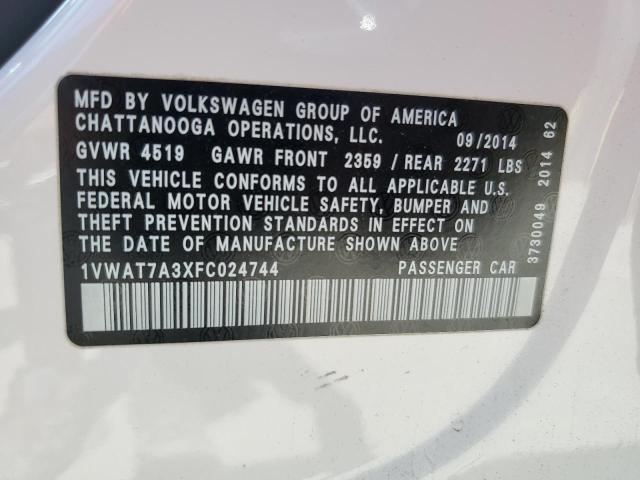 MFD BY VOLKSWAGEN GROUP OF AMERICA
CHATTANOOGA OPERATIONS, LLC. 09/2014
GVWR 4519 GAWR FRONT 2359 / REAR 2271 LBS
THIS VEHICLE CONFORMS TO ALL APPLICABLE U.S.
FEDERAL MOTOR VEHICLE SAFETY, BUMPER AND
THEFT PREVENTION STANDARDS IN EFFECT ON
THE DATE OF MANUFACTURE SHOWN ABOVE
1VWAT7A3XFC024744 PASSENGER CAR
3730049 2014 62